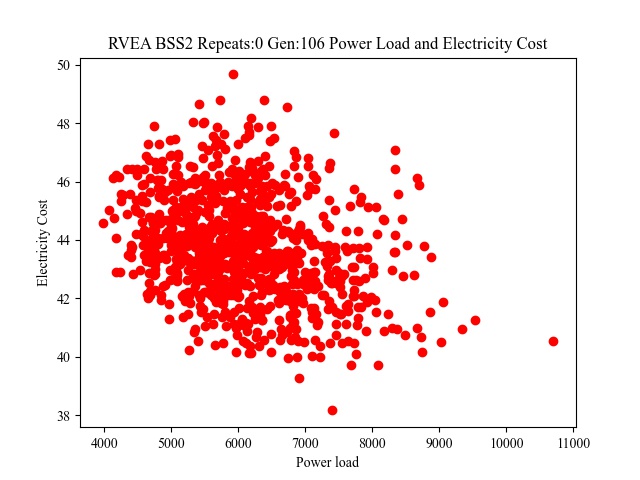 RVEA BSS2 Repeats:0 Gen:106 Power Load and Electricity Cost
50
48
46
44
42
40
38
Electricity Cost
4000 5000 6000 7000 8000 9000 10000 11000
Power load